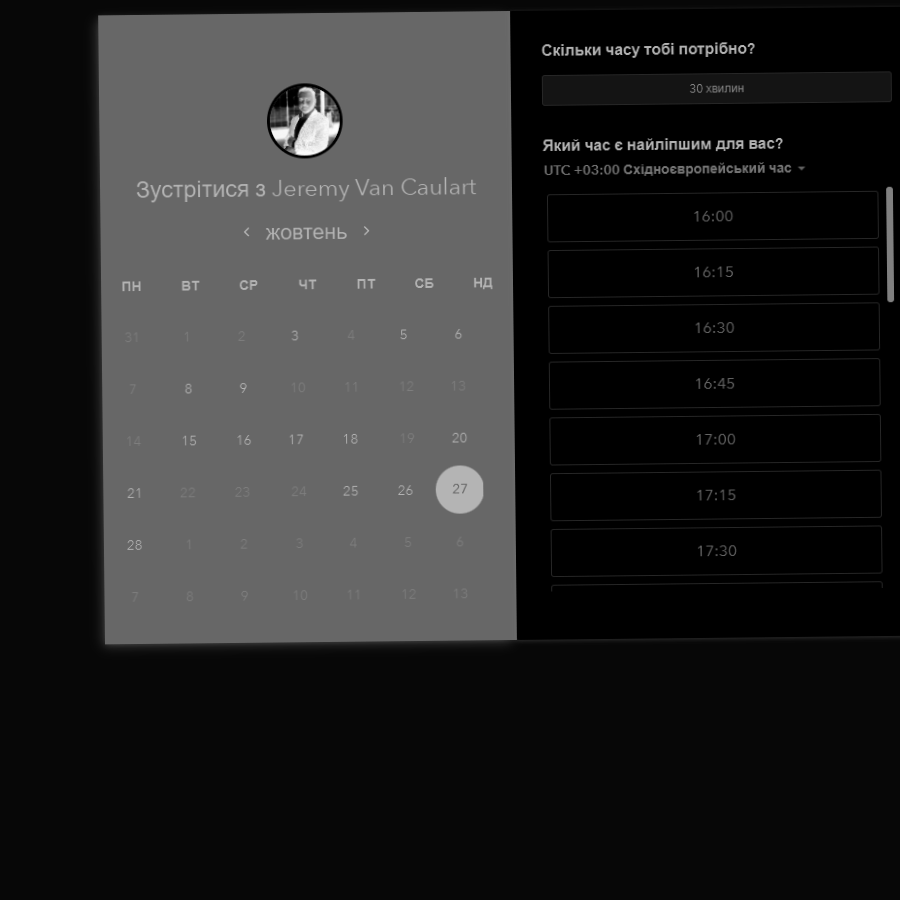 Зустрітися з Jeremy Van Caulart
жовтень
ПН ВТ СР ЧТ ПТ СБ НД
31 1 2 3 4 5 6
7 8 9 10 11 12 13
14 15 16 17 18 19 20
21 22 23 24 25 26 27
28 1 2 3 4 5 6
7 8 9 10 11 12 13
Скільки часу тобі потрібно?
30 хвилин
Який час є найліпшим для вас?
UTC +03:00 Східноєвропейський час
16:00
16:15
16:30
16:45
17:00
17:15
17:30